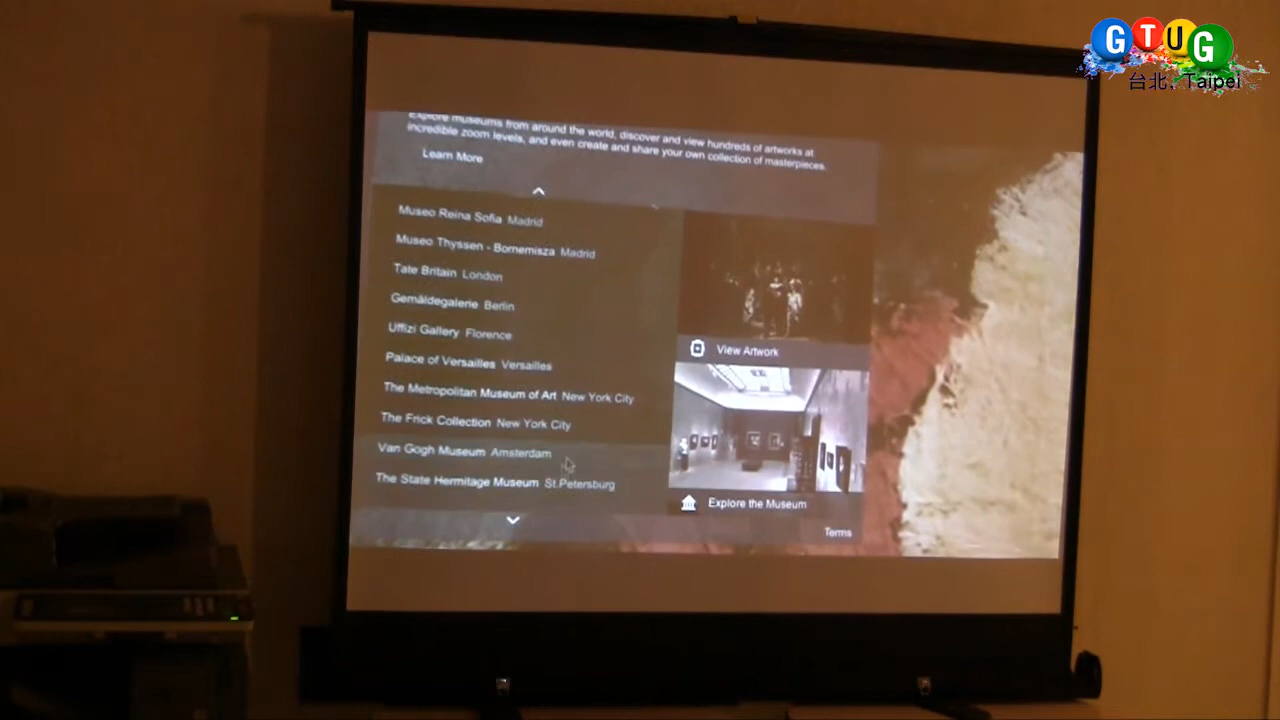 GTUG
台北, Taipei
Explore museums from around the world, discover and view hundreds of artworks at
incredible zoom levels, and even create and share your own collection of masterpieces.
Learn More
Museo Reina Sofia Madrid
Museo Thyssen - Bornemisza Madrid
Tate Britain London
Gemäldegalerie Berlin
Uffizi Gallery Florence
Palace of Versailles Versailles
The Metropolitan Museum of Art New York City
The Frick Collection New York City
Van Gogh Museum Amsterdam
The State Hermitage Museum St.Petersburg
View Artwork
Explore the Museum
Terms